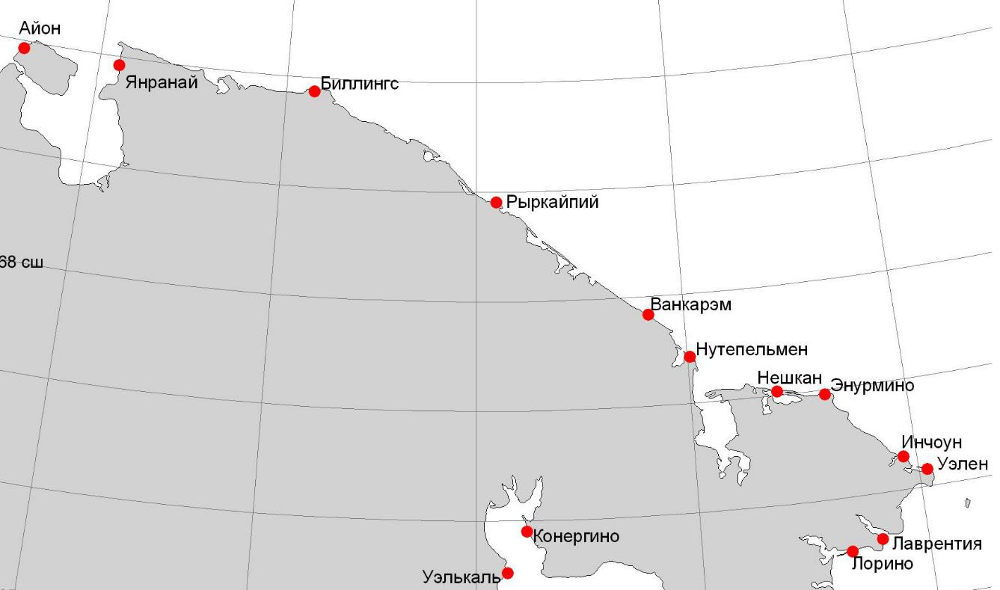 Айон
Янранай
Биллингс
Рыркайпий
68 сш
Ванкарэм
Нутепельмен
Нешкан
Энурмино
Инчоун
Уэлен
Конергино
Лаврентия
Лорино
Уэлькаль